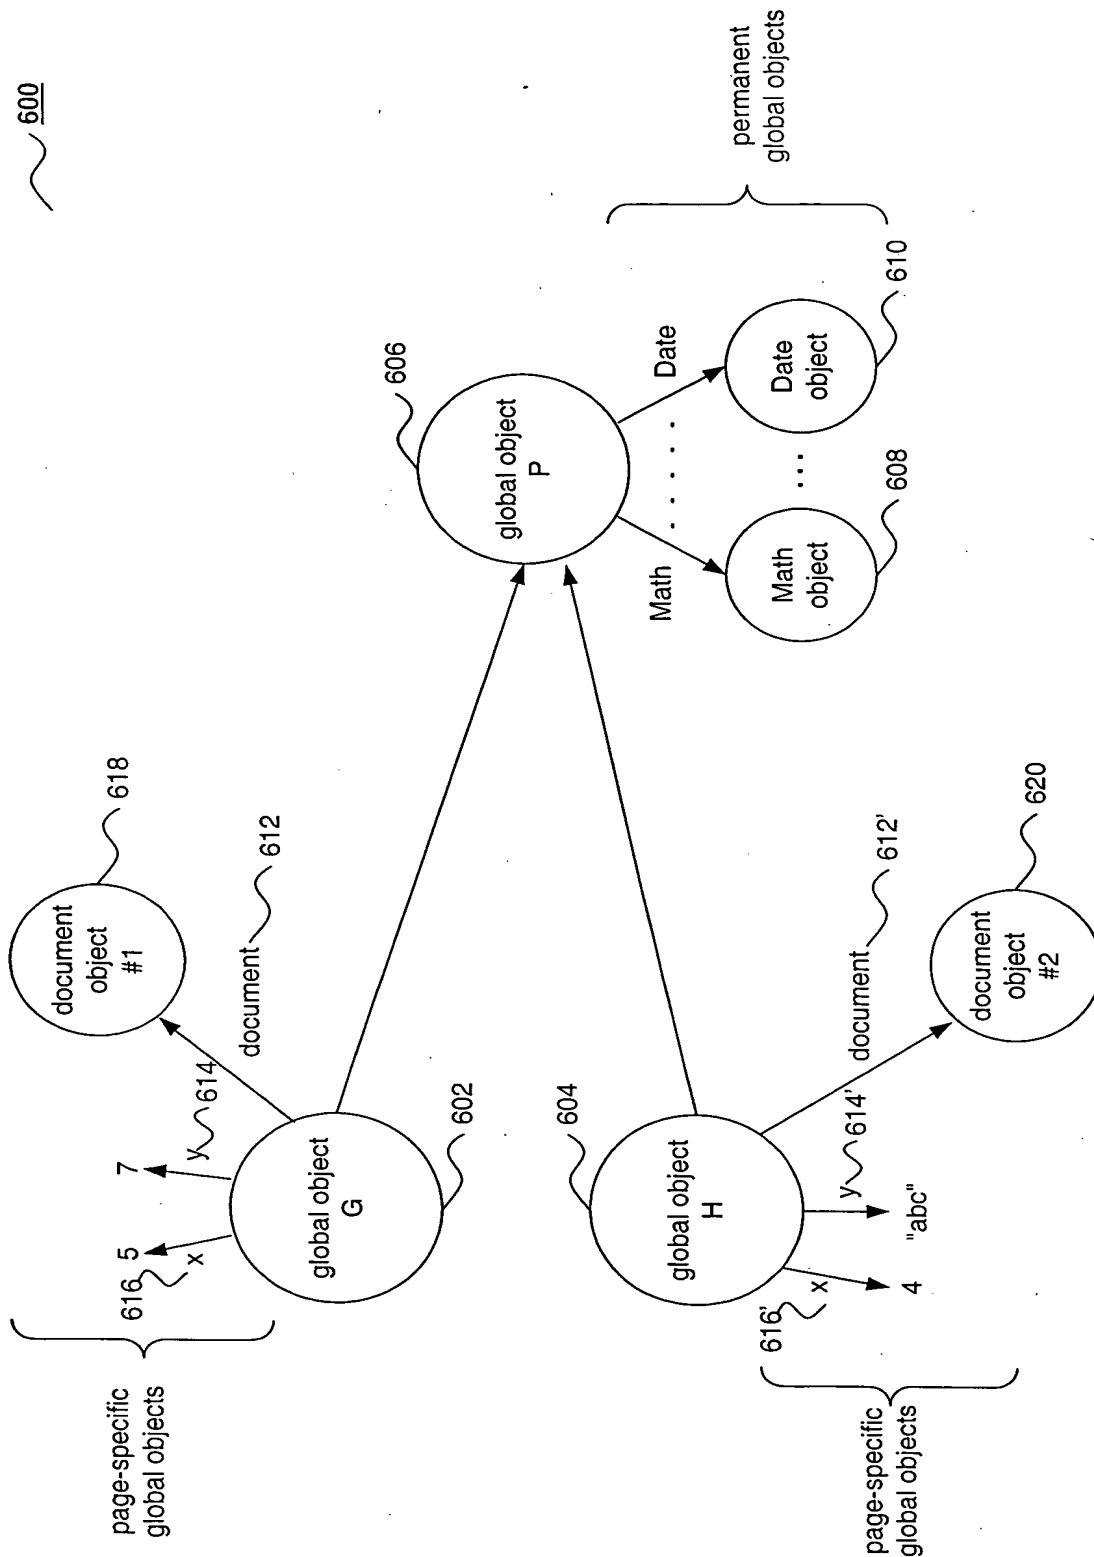 600
page-specific
global objects
616
x
5
7
y
614
document
object
#1
618
document
612
global object
G
602
global object
P
606
Math
Date
. . . . .
Math
object
608
. . .
Date
object
610
permanent
global objects
global object
H
604
616'
x
4
y
614'
"abc"
document
612'
document
object
#2
620
page-specific
global objects